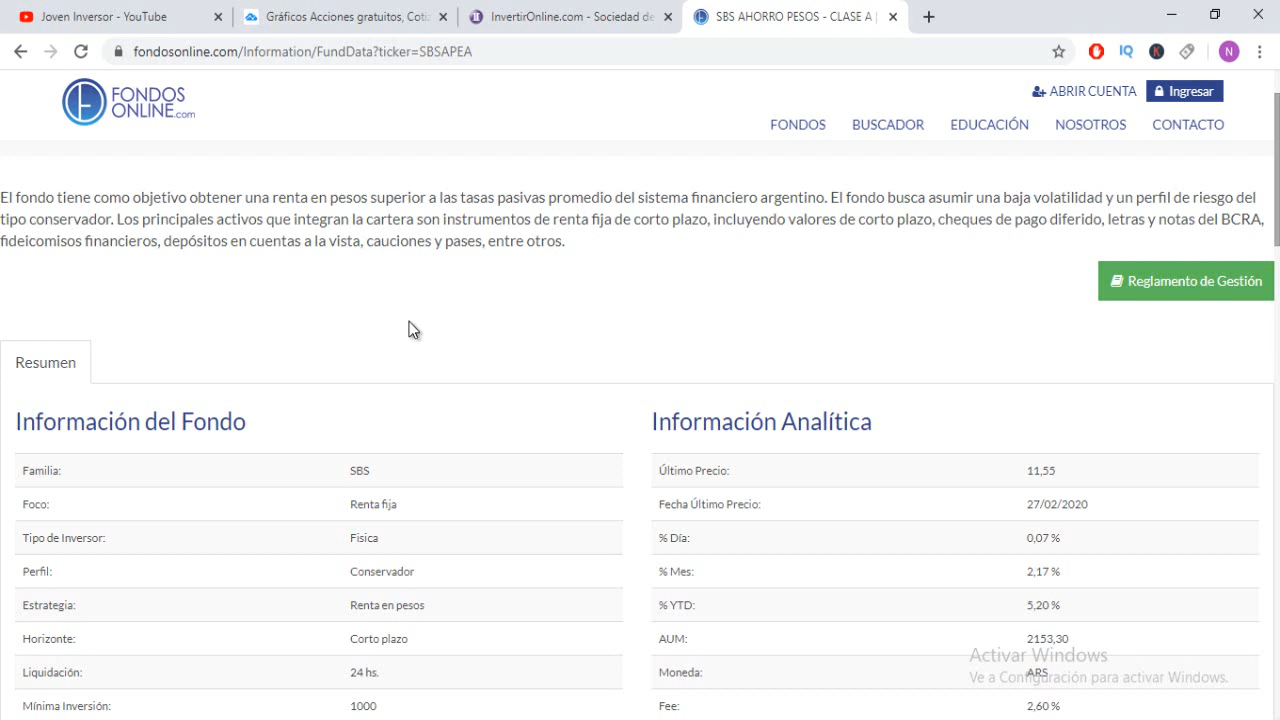 Joven Inversor - YouTube
Gráficos Acciones gratuitos, Cotiz
InvertirOnline.com - Sociedad de
SBS AHORRO PESOS - CLASE A |
fondosonline.com/Information/FundData?ticker=SBSAPEA
IQ
K
N
FONDOS
ONLINE.com
ABRIR CUENTA
Ingresar
FONDOS
BUSCADOR
EDUCACIÓN
NOSOTROS
CONTACTO
El fondo tiene como objetivo obtener una renta en pesos superior a las tasas pasivas promedio del sistema financiero argentino. El fondo busca asumir una baja volatilidad y un perfil de riesgo del
tipo conservador. Los principales activos que integran la cartera son instrumentos de renta fija de corto plazo, incluyendo valores de corto plazo, cheques de pago diferido, letras y notas del BCRA,
fideicomisos financieros, depósitos en cuentas a la vista, cauciones y pases, entre otros.
Reglamento de Gestión
Resumen
Información del Fondo
Familia: SBS
Foco: Renta fija
Tipo de Inversor: Fisica
Perfil: Conservador
Estrategia: Renta en pesos
Horizonte: Corto plazo
Liquidación: 24 hs.
Mínima Inversión: 1000
Información Analítica
Último Precio: 11,55
Fecha Último Precio: 27/02/2020
% Día: 0,07 %
% Mes: 2,17 %
% YTD: 5,20 %
AUM: 2153,30
Moneda: ARS
Fee: 2,60 %
Activar Windows
Ve a Configuración para activar Windows.